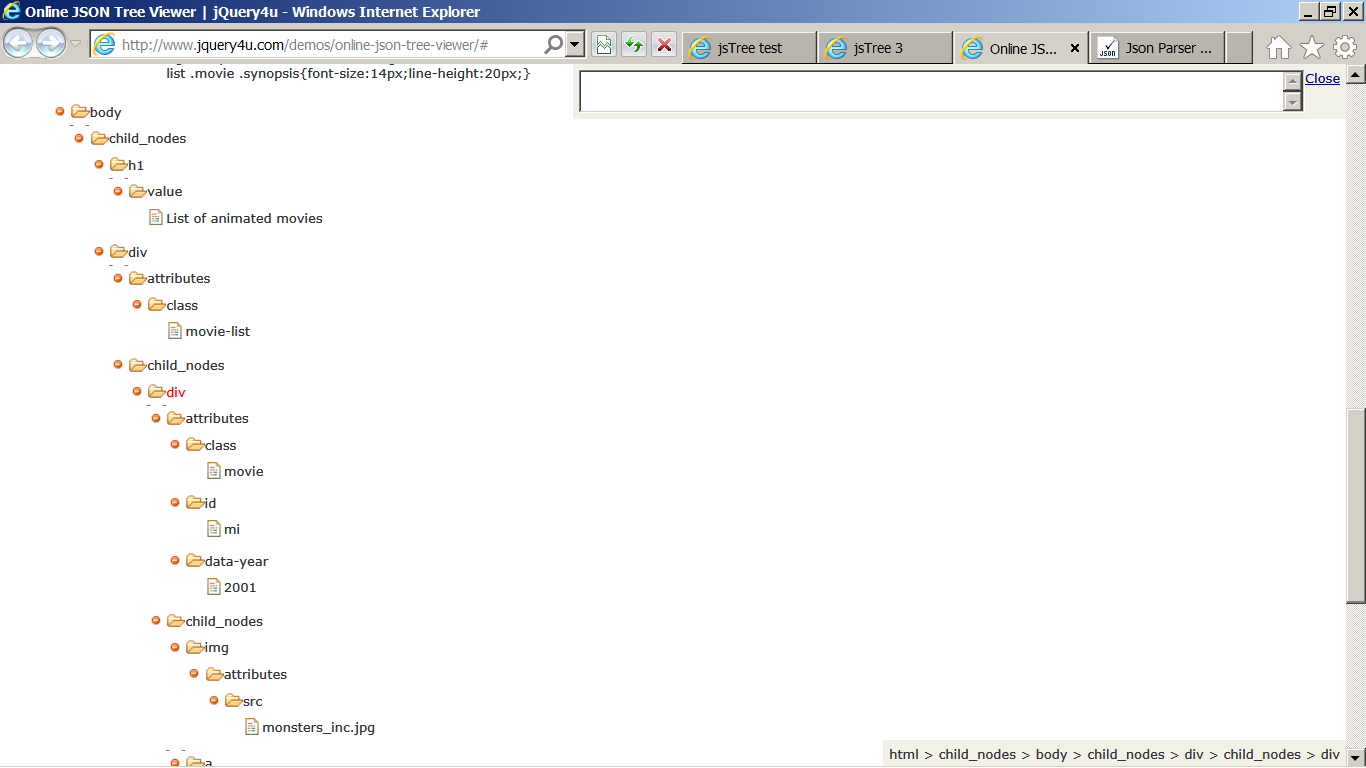 Online JSON Tree Viewer | jQuery4u - Windows Internet Explorer
http://www.jquery4u.com/demos/online-json-tree-viewer/#
jsTree test
jsTree 3
Online JS...
Json Parser ...
list .movie .synopsis{font-size:14px;line-height:20px;}
Close
body
child_nodes
h1
value
List of animated movies
div
attributes
class
movie-list
child_nodes
div
attributes
class
movie
id
mi
data-year
2001
child_nodes
img
attributes
src
monsters_inc.jpg
a
html > child_nodes > body > child_nodes > div > child_nodes > div